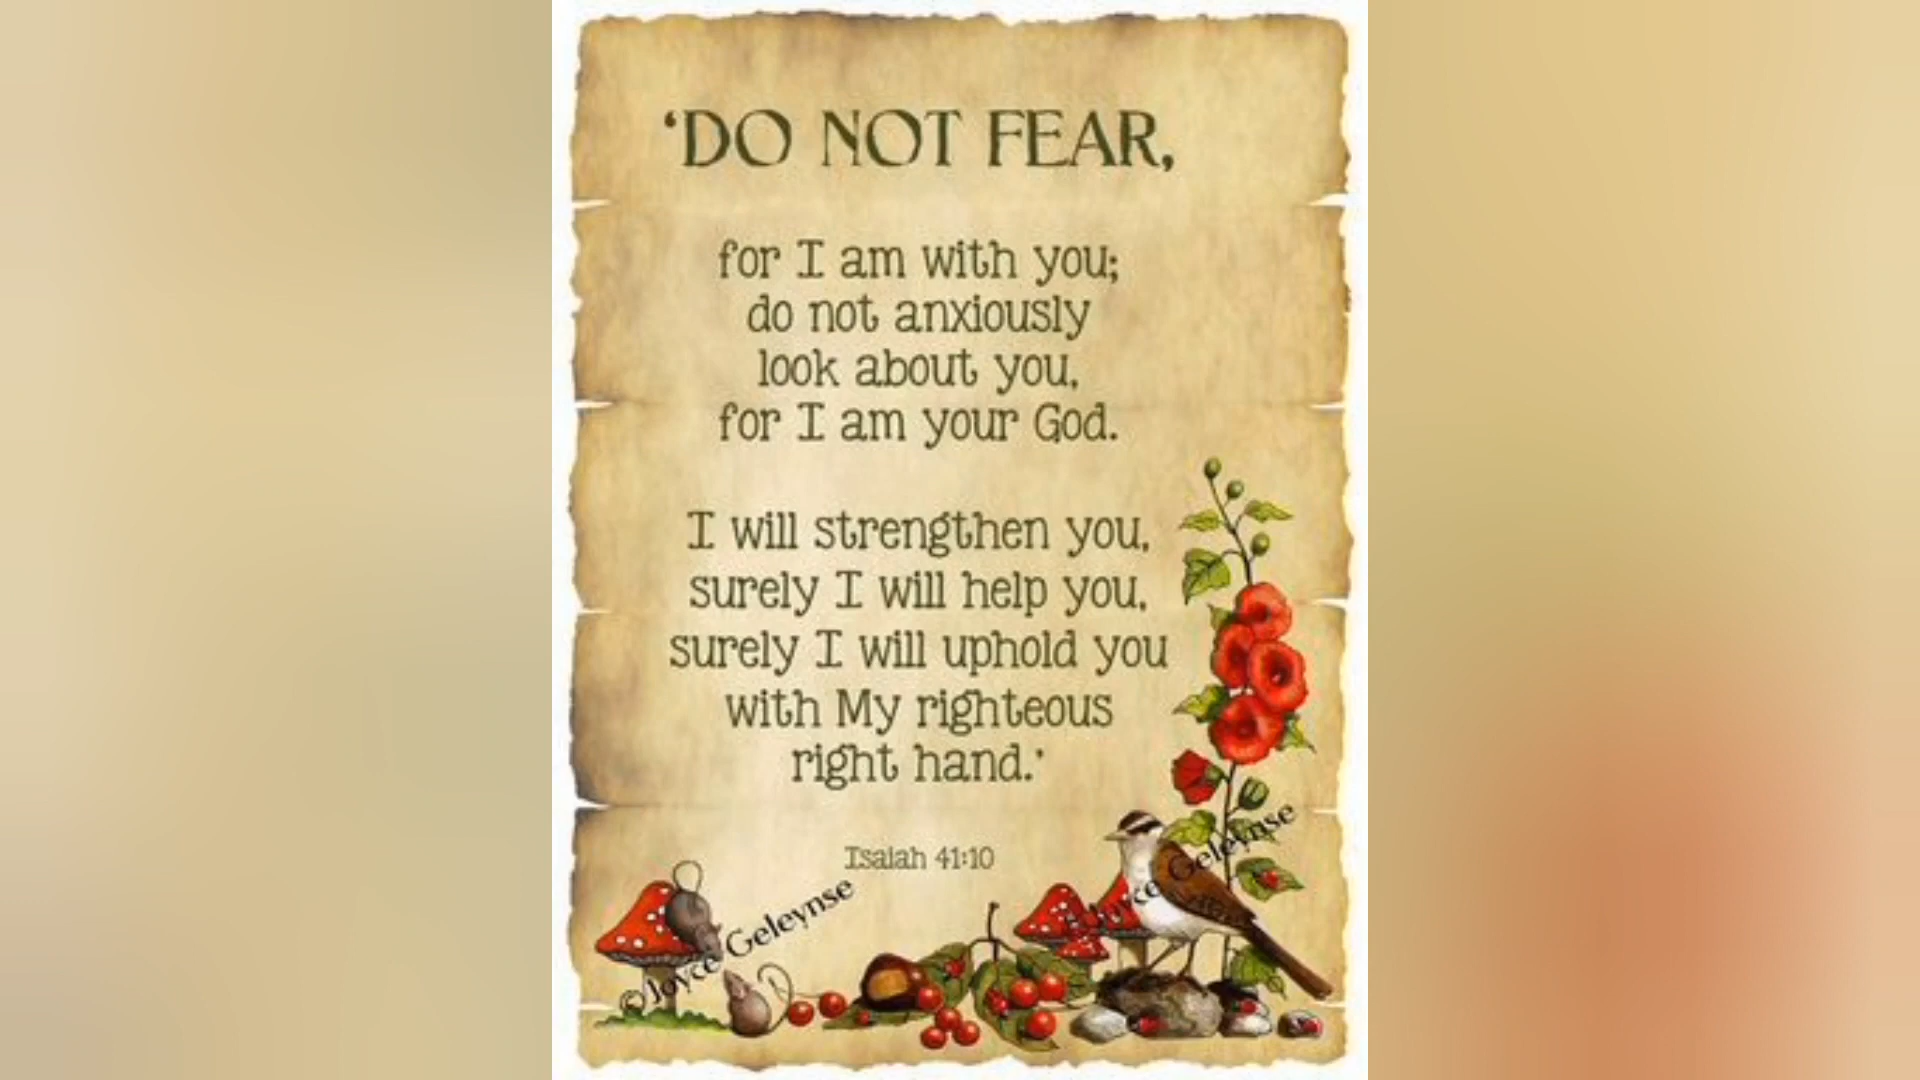 ‘DO NOT FEAR,
for I am with you;
do not anxiously
look about you,
for I am your God.
I will strengthen you,
surely I will help you,
surely I will uphold you
with My righteous
right hand.’
Isaiah 41:10
© Joyce Geleynse
© Joyce Geleynse